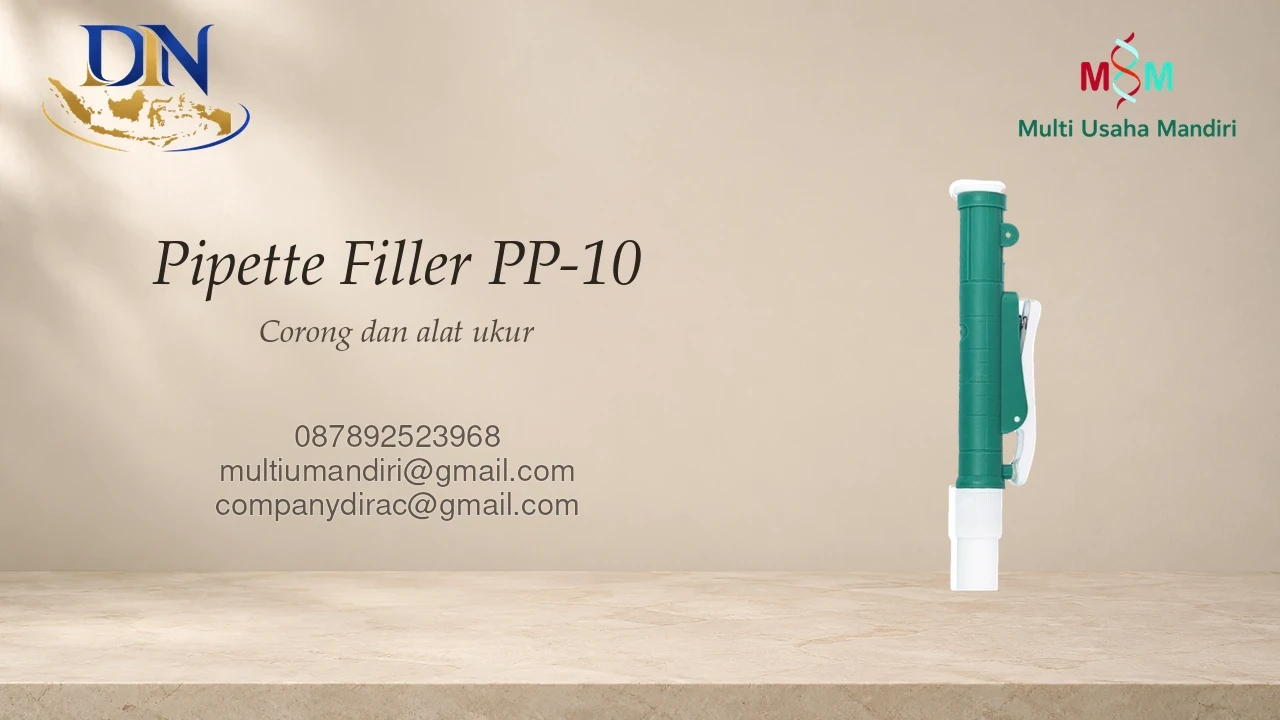 DN
M M
Multi Usaha Mandiri
Pipette Filler PP-10
Corong dan alat ukur
087892523968
multiumandiri@gmail.com
companydirac@gmail.com